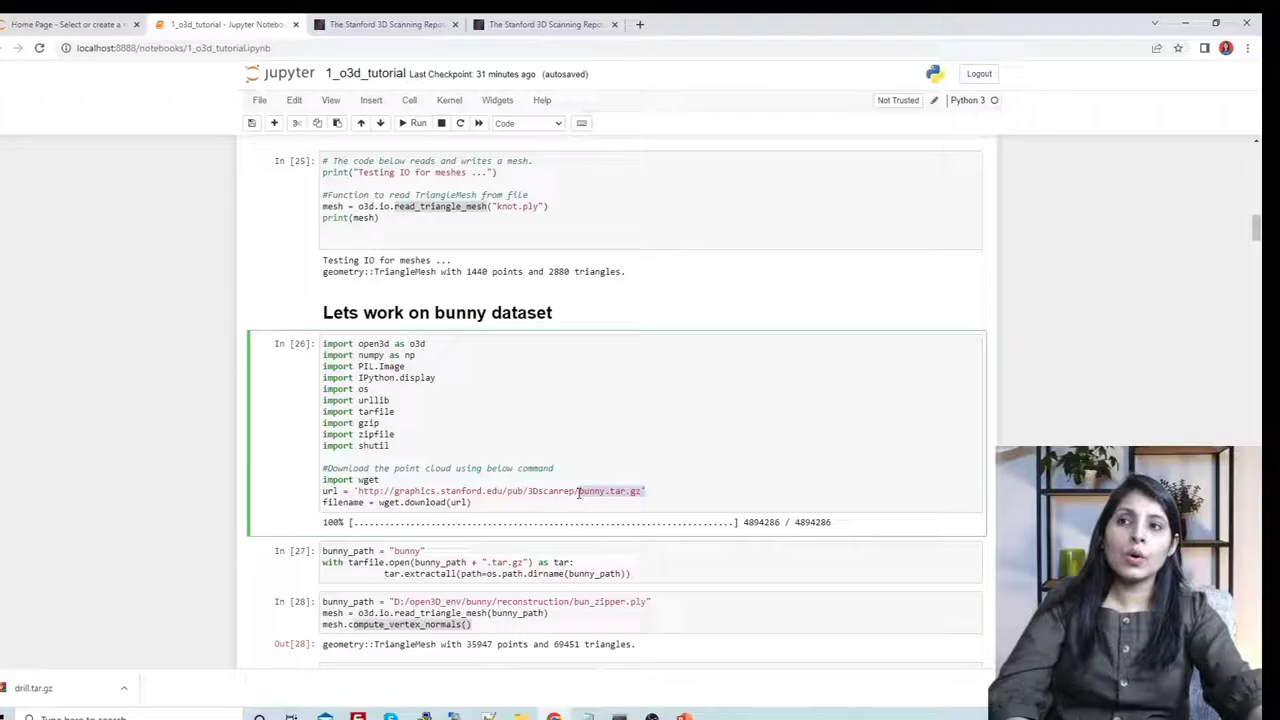 Home Page - Select or create a n
1_o3d_tutorial - Jupyter Notebo
The Stanford 3D Scanning Repo
The Stanford 3D Scanning Repo
localhost:8888/notebooks/1_o3d_tutorial.ipynb
jupyter 1_o3d_tutorial Last Checkpoint: 31 minutes ago (autosaved)
Logout
File Edit View Insert Cell Kernel Widgets Help
Not Trusted
Python 3
Run
Code
In [25]:
# The code below reads and writes a mesh.
print("Testing IO for meshes ...")
#Function to read TriangleMesh from file
mesh = o3d.io.read_triangle_mesh("knot.ply")
print(mesh)
Testing IO for meshes ...
geometry::TriangleMesh with 1440 points and 2880 triangles.
Lets work on bunny dataset
In [26]:
import open3d as o3d
import numpy as np
import PIL.Image
import IPython.display
import os
import urllib
import tarfile
import gzip
import zipfile
import shutil
#Download the point cloud using below command
import wget
url = 'http://graphics.stanford.edu/pub/3Dscanrep/bunny.tar.gz'
filename = wget.download(url)
100% [................................................................................] 4894286 / 4894286
In [27]:
bunny_path = "bunny"
with tarfile.open(bunny_path + ".tar.gz") as tar:
tar.extractall(path=os.path.dirname(bunny_path))
In [28]:
bunny_path = "D:/open3D_env/bunny/reconstruction/bun_zipper.ply"
mesh = o3d.io.read_triangle_mesh(bunny_path)
mesh.compute_vertex_normals()
Out[28]:
geometry::TriangleMesh with 35947 points and 69451 triangles.
drill.tar.gz
Type here to search